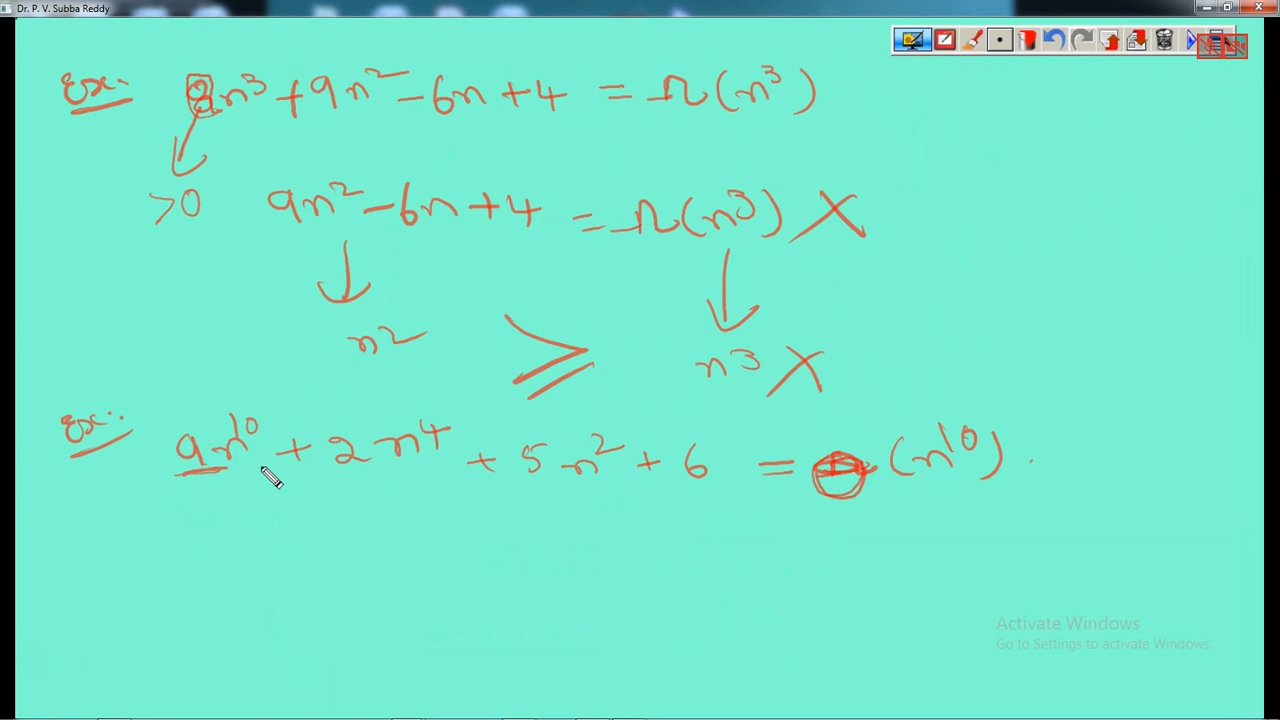 Dr. P. V. Subba Reddy
Ex:- 2n³ + 9n² - 6n + 4 = Ω(n³)
>0 9n² - 6n + 4 = Ω(n³) X
n² ≥ n³ X
Ex:- 9n¹⁰ + 2n⁴ + 5n² + 6 = Θ(n¹⁰).
Activate Windows
Go to Settings to activate Windows.